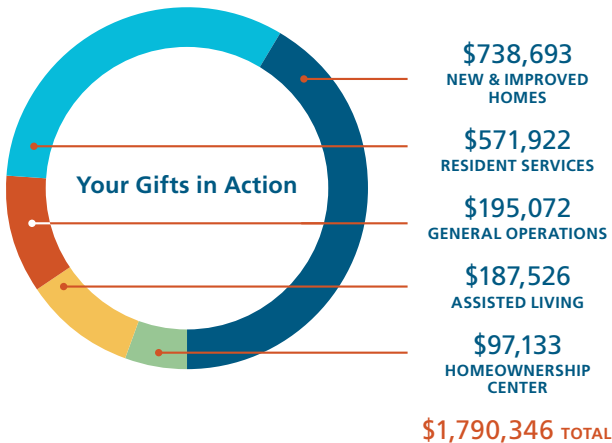 Your Gifts in Action
$738,693
NEW & IMPROVED
HOMES
$571,922
RESIDENT SERVICES
$195,072
GENERAL OPERATIONS
$187,526
ASSISTED LIVING
$97,133
HOMEOWNERSHIP
CENTER
$1,790,346 TOTAL